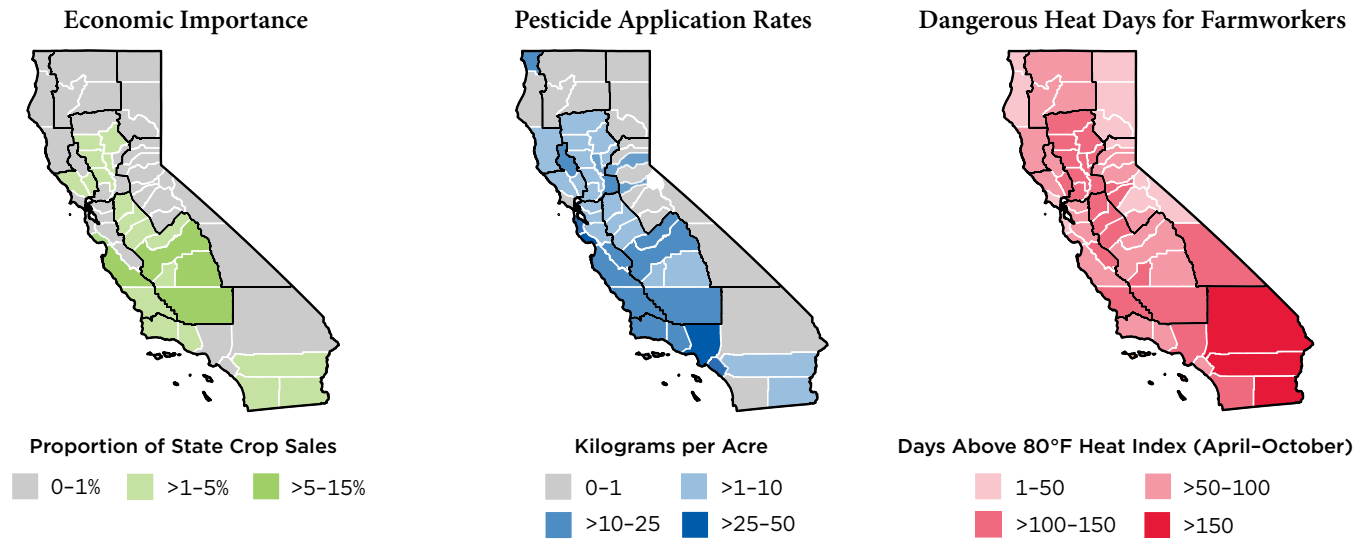 Economic Importance
Pesticide Application Rates
Dangerous Heat Days for Farmworkers
Proportion of State Crop Sales
0–1%
>1–5%
>5–15%
Kilograms per Acre
0–1
>1–10
>10–25
>25–50
Days Above 80°F Heat Index (April–October)
1–50
>50–100
>100–150
>150